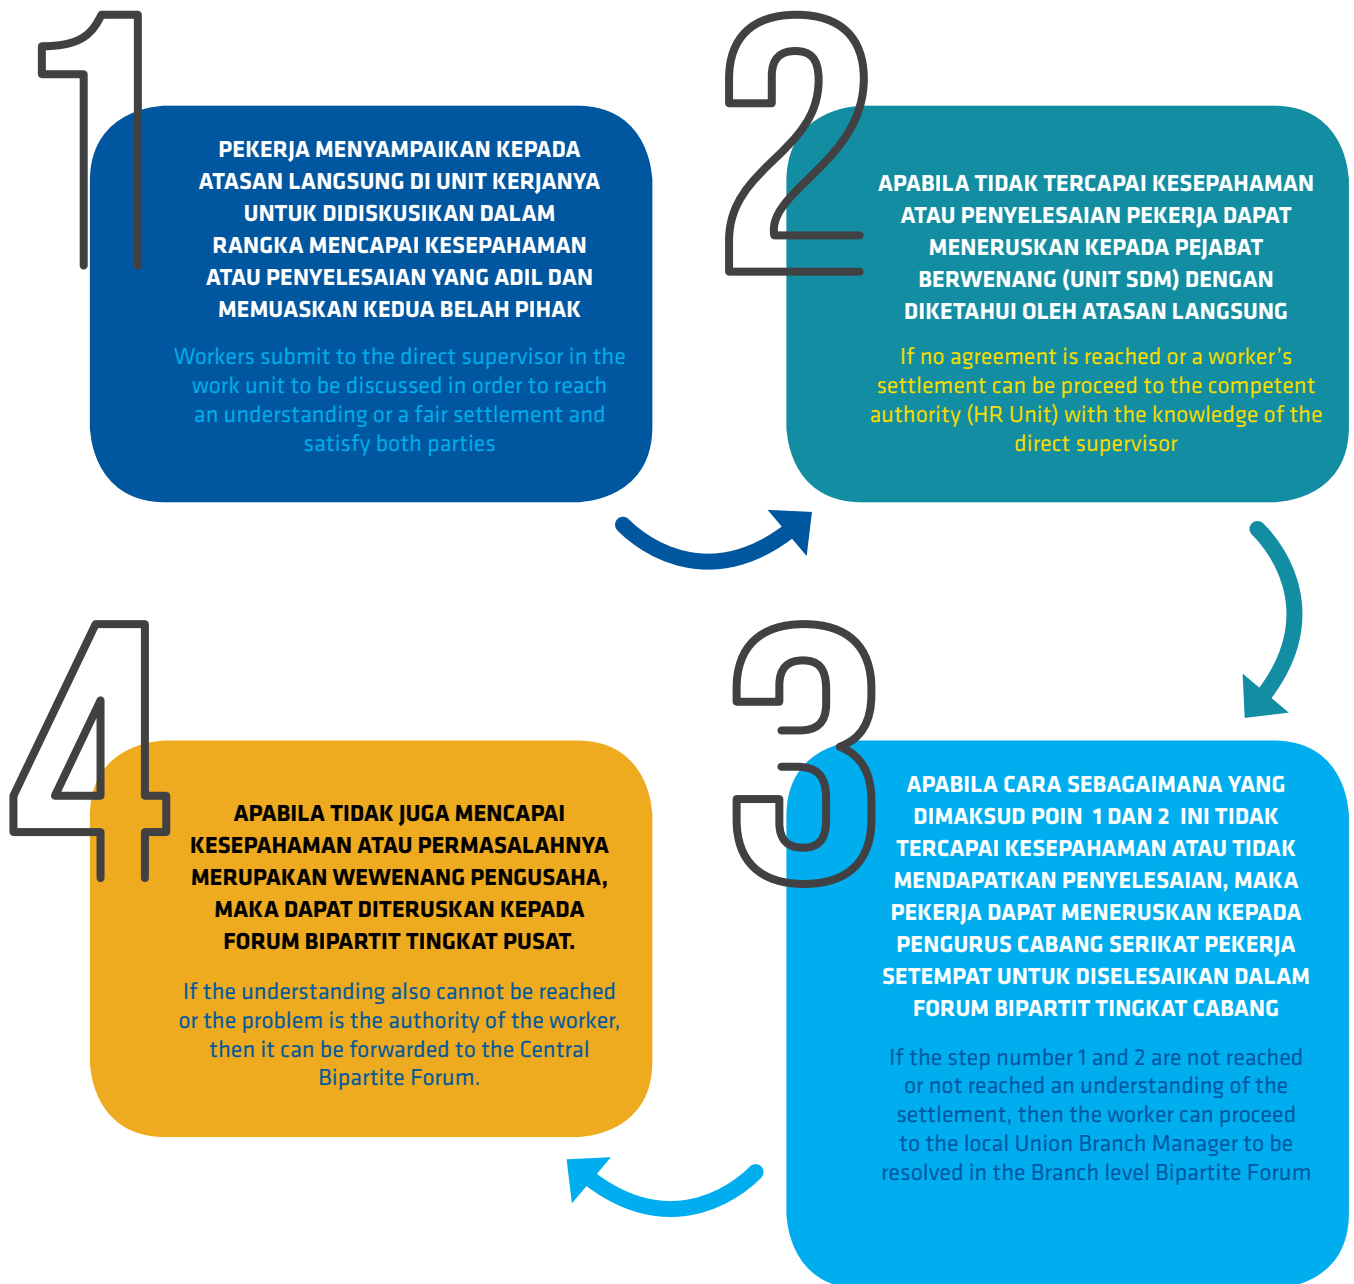 1
PEKERJA MENYAMPAIKAN KEPADA
ATASAN LANGSUNG DI UNIT KERJANYA
UNTUK DIDISKUSIKAN DALAM
RANGKA MENCAPAI KESEPAHAMAN
ATAU PENYELESAIAN YANG ADIL DAN
MEMUASKAN KEDUA BELAH PIHAK
Workers submit to the direct supervisor in the
work unit to be discussed in order to reach
an understanding or a fair settlement and
satisfy both parties
2
APABILA TIDAK TERCAPAI KESEPAHAMAN
ATAU PENYELESAIAN PEKERJA DAPAT
MENERUSKAN KEPADA PEJABAT
BERWENANG (UNIT SDM) DENGAN
DIKETAHUI OLEH ATASAN LANGSUNG
If no agreement is reached or a worker's
settlement can be proceed to the competent
authority (HR Unit) with the knowledge of the
direct supervisor
3
APABILA CARA SEBAGAIMANA YANG
DIMAKSUD POIN 1 DAN 2 INI TIDAK
TERCAPAI KESEPAHAMAN ATAU TIDAK
MENDAPATKAN PENYELESAIAN, MAKA
PEKERJA DAPAT MENERUSKAN KEPADA
PENGURUS CABANG SERIKAT PEKERJA
SETEMPAT UNTUK DISELESAIKAN DALAM
FORUM BIPARTIT TINGKAT CABANG
If the step number 1 and 2 are not reached
or not reached an understanding of the
settlement, then the worker can proceed
to the local Union Branch Manager to be
resolved in the Branch level Bipartite Forum
4
APABILA TIDAK JUGA MENCAPAI
KESEPAHAMAN ATAU PERMASALAHNYA
MERUPAKAN WEWENANG PENGUSAHA,
MAKA DAPAT DITERUSKAN KEPADA
FORUM BIPARTIT TINGKAT PUSAT.
If the understanding also cannot be reached
or the problem is the authority of the worker,
then it can be forwarded to the Central
Bipartite Forum.